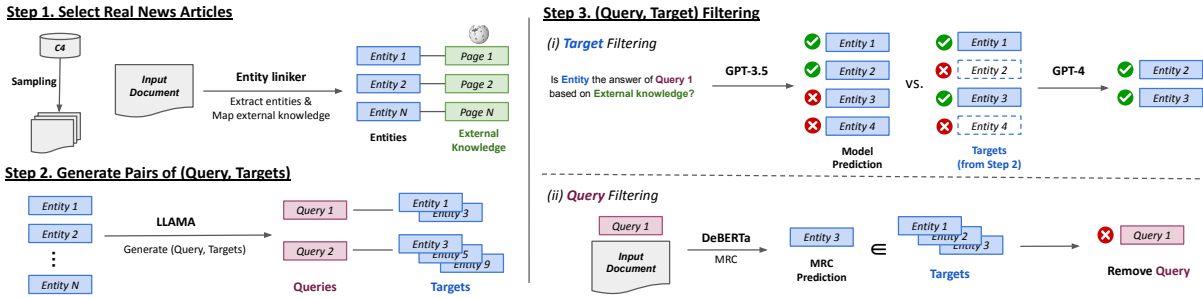 Step 1. Select Real News Articles
C4
Sampling
Input
Document
Entity liniker
Extract entities &
Map external knowledge
Entity 1
Entity 2
Entity N
Entities
Page 1
Page 2
Page N
External
Knowledge
Step 2. Generate Pairs of (Query, Targets)
Entity 1
Entity 2
Entity N
LLAMA
Generate (Query, Targets)
Query 1
Query 2
Queries
Entity 1
Entity 3
Entity 3
Entity 5
Entity 9
Targets
Step 3. (Query, Target) Filtering
(i) Target Filtering
Is Entity the answer of Query 1
based on External knowledge?
GPT-3.5
Entity 1
Entity 2
Entity 3
Entity 4
Model
Prediction
VS.
Entity 1
Entity 2
Entity 3
Entity 4
Targets
(from Step 2)
GPT-4
Entity 2
Entity 3
(ii) Query Filtering
Query 1
Input
Document
DeBERTa
MRC
Entity 3
MRC
Prediction
∈
Entity 1
Entity 2
Entity 3
Targets
Query 1
Remove Query